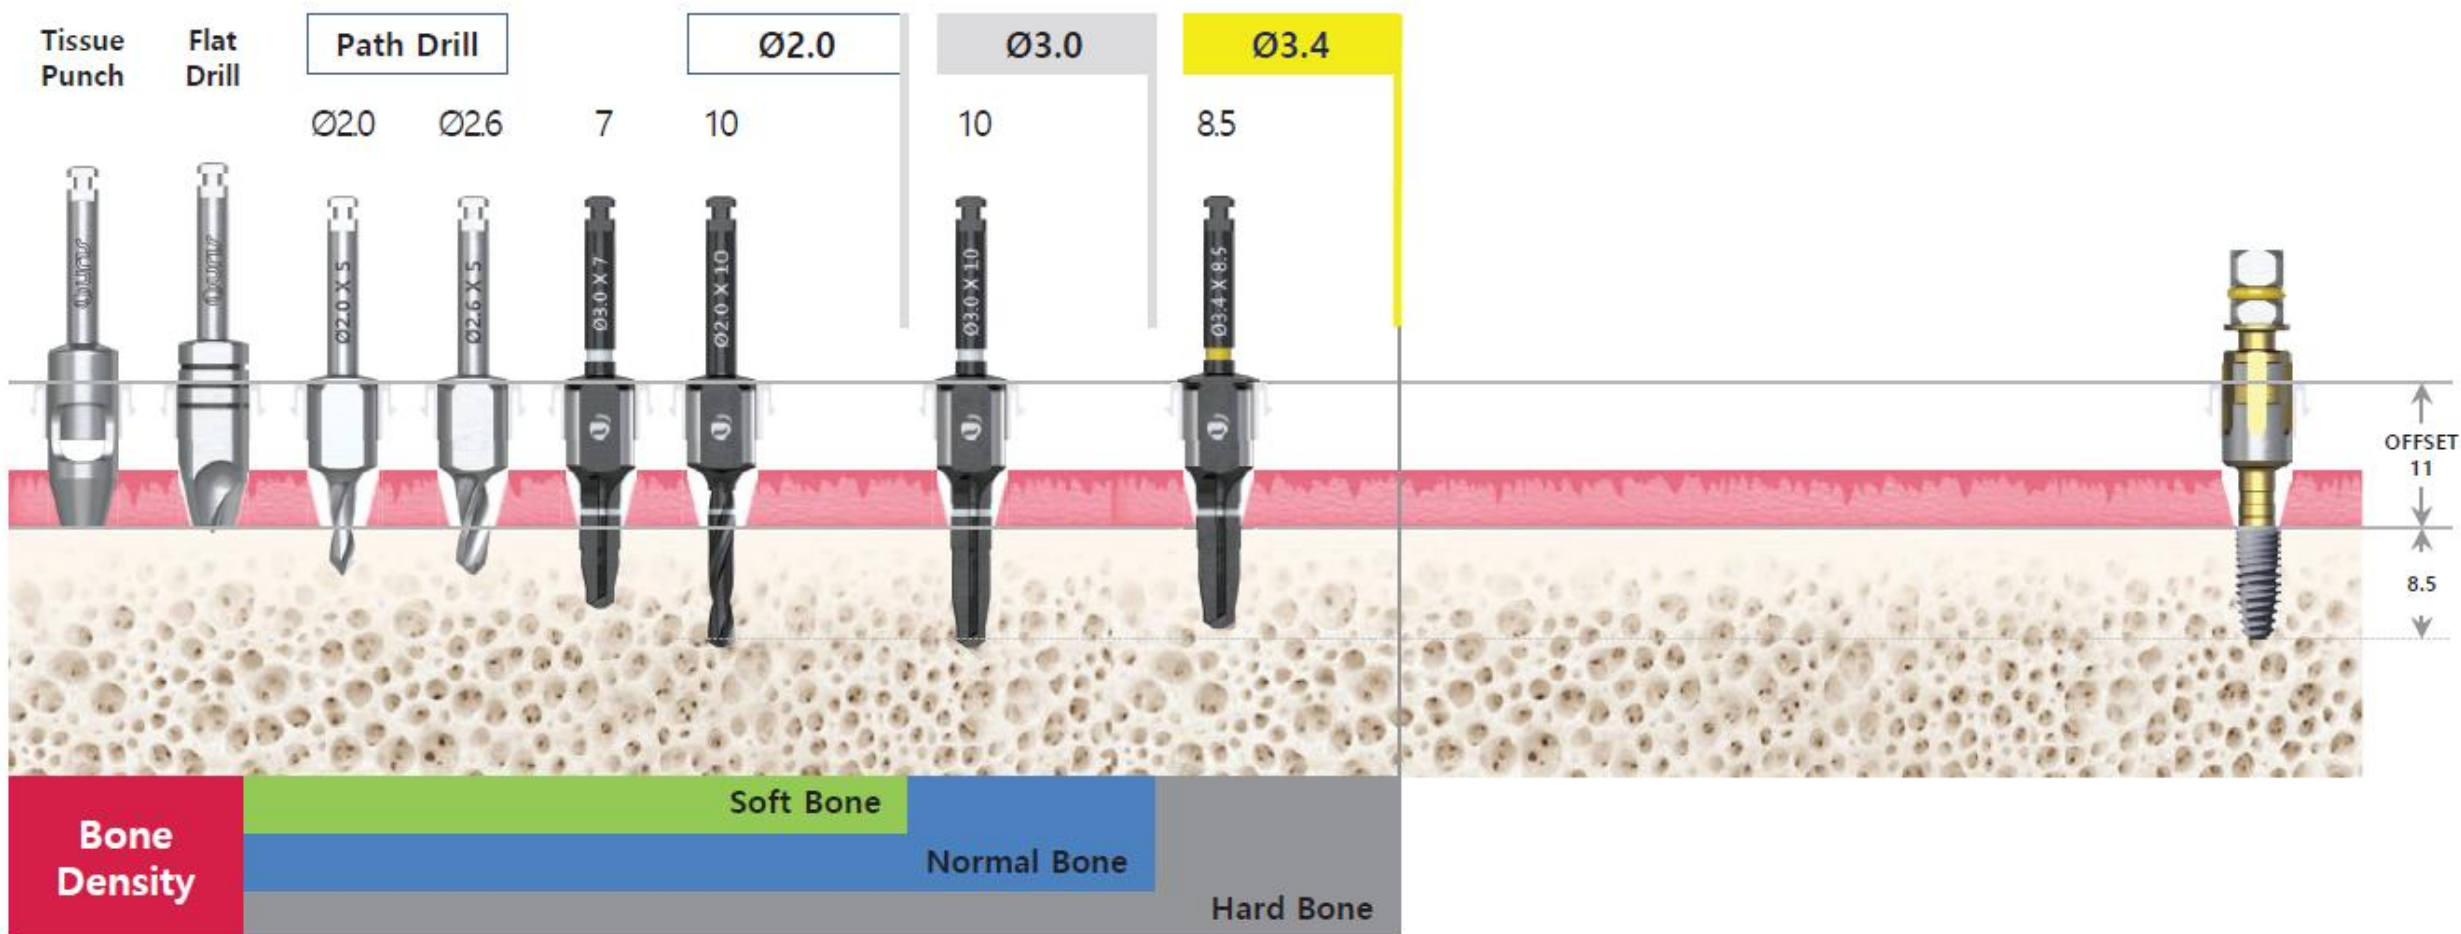 Tissue
Punch
Flat
Drill
Path Drill
Ø2.0
Ø3.0
Ø3.4
Ø2.0
Ø2.6
7
10
10
8.5
Ø2.0 X 5
Ø2.6 X 5
Ø3.0 X 7
Ø2.0 X 10
Ø3.0 X 10
Ø3.4 X 8.5
OFFSET
11
8.5
Bone
Density
Soft Bone
Normal Bone
Hard Bone